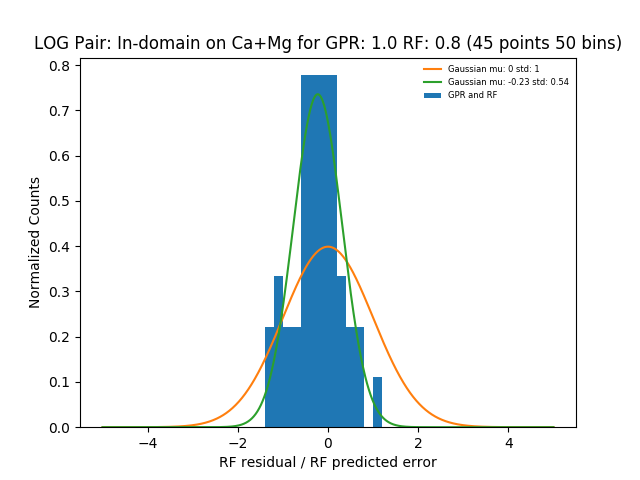 LOG Pair: In-domain on Ca+Mg for GPR: 1.0 RF: 0.8 (45 points 50 bins)
Gaussian mu: 0 std: 1
Gaussian mu: -0.23 std: 0.54
GPR and RF
Normalized Counts
0.8
0.7
0.6
0.5
0.4
0.3
0.2
0.1
0.0
−4 −2 0 2 4
RF residual / RF predicted error